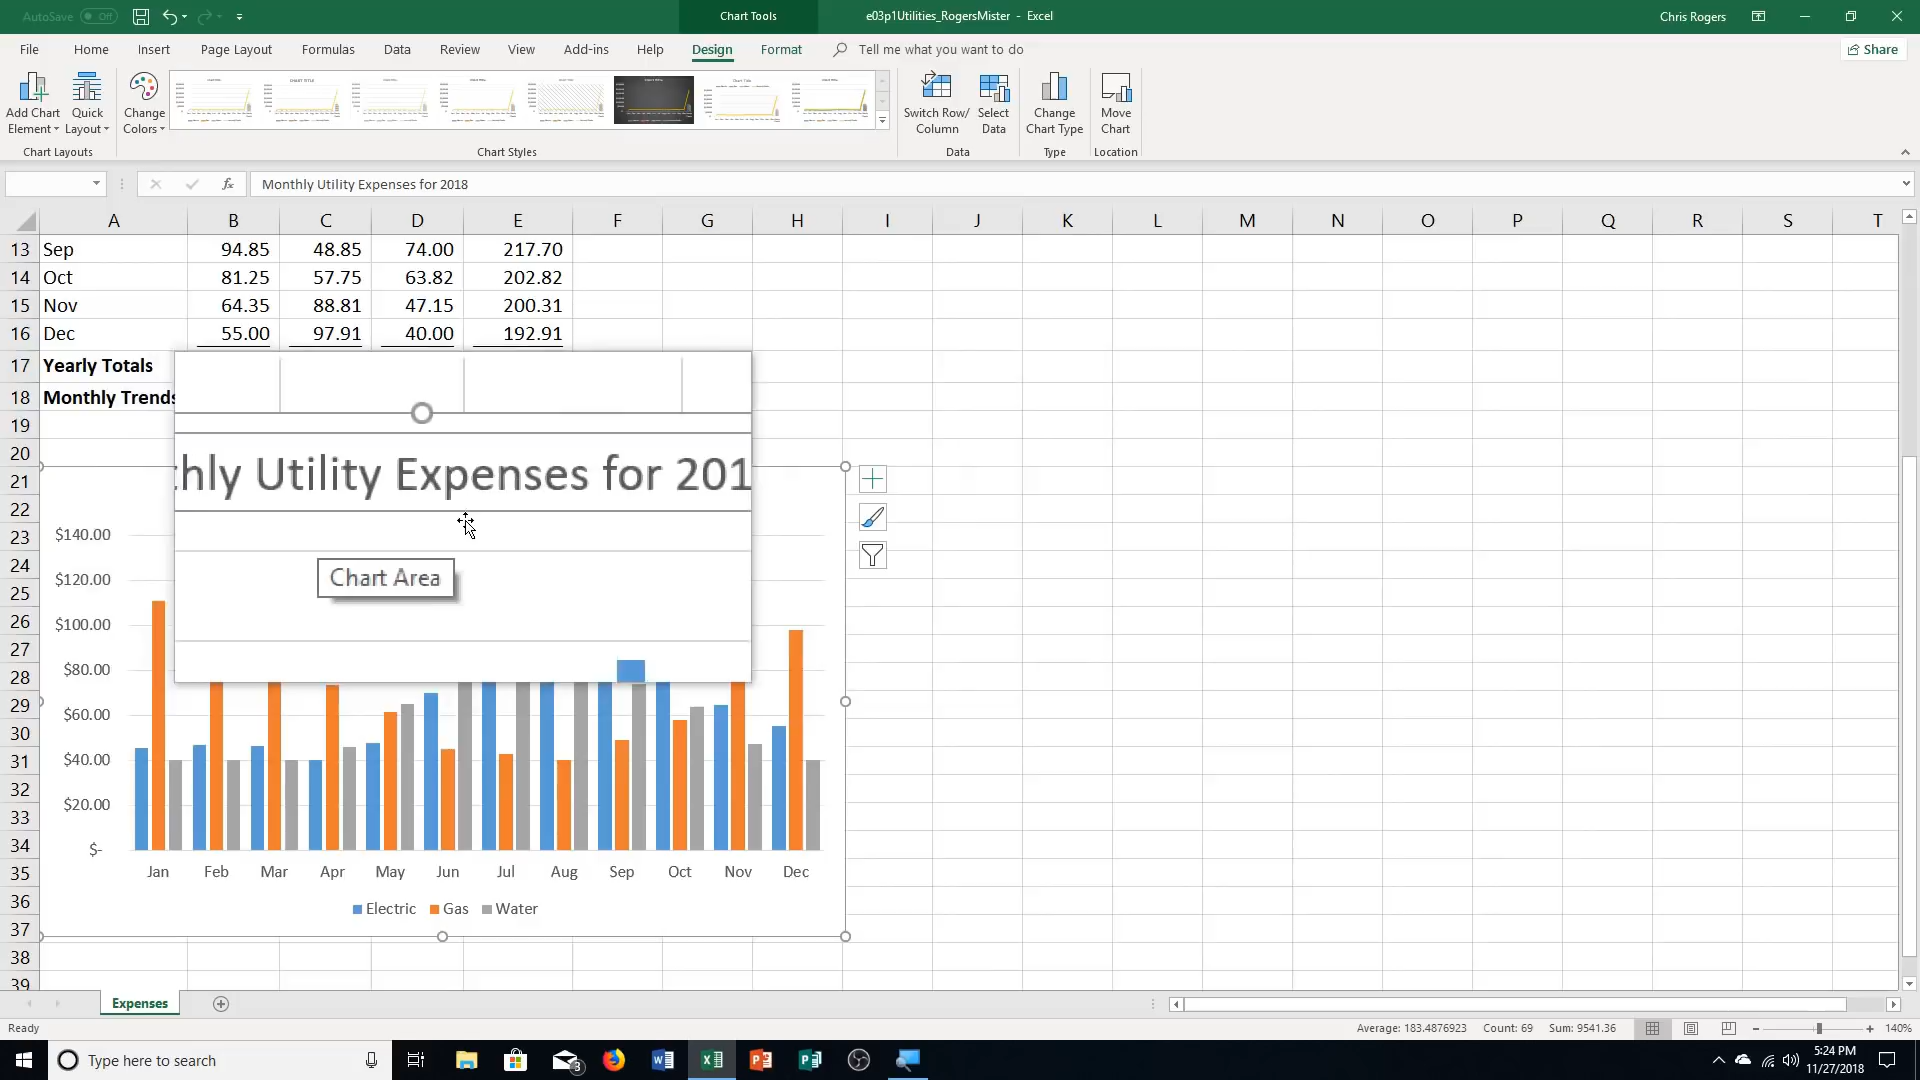 AutoSave Off Chart Tools e03p1Utilities_RogersMister - Excel Chris Rogers
File Home Insert Page Layout Formulas Data Review View Add-ins Help Design Format Tell me what you want to do Share
Add Chart Element Quick Layout Change Colors Switch Row/ Column Select Data Change Chart Type Move Chart
Chart Layouts Chart Styles Data Type Location
fx Monthly Utility Expenses for 2018
A B C D E F G H I J K L M N O P Q R S T
13 Sep 94.85 48.85 74.00 217.70
14 Oct 81.25 57.75 63.82 202.82
15 Nov 64.35 88.81 47.15 200.31
16 Dec 55.00 97.91 40.00 192.91
17 Yearly Totals
18 Monthly Trends
19
20
21
22
23
24
25
26
27
28
29
30
31
32
33
34
35
36
37
38
39
hly Utility Expenses for 201
Chart Area
$140.00
$120.00
$100.00
$80.00
$60.00
$40.00
$20.00
$-
Jan Feb Mar Apr May Jun Jul Aug Sep Oct Nov Dec
Electric Gas Water
Expenses
Ready Average: 183.4876923 Count: 69 Sum: 9541.36 140%
Type here to search 3 5:24 PM
11/27/2018